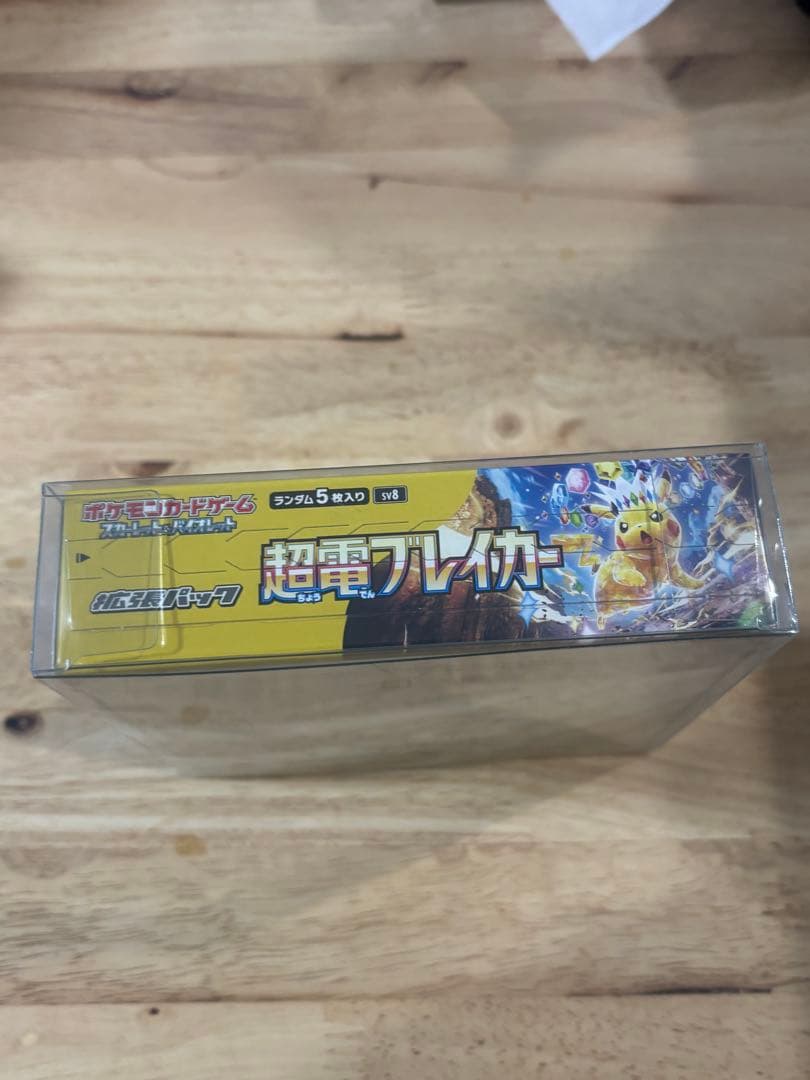 ポケモンカードゲーム
スカーレット&バイオレット
ランダム5枚入り
SV8
拡張パック
超電ブレイカー
ちょう でん